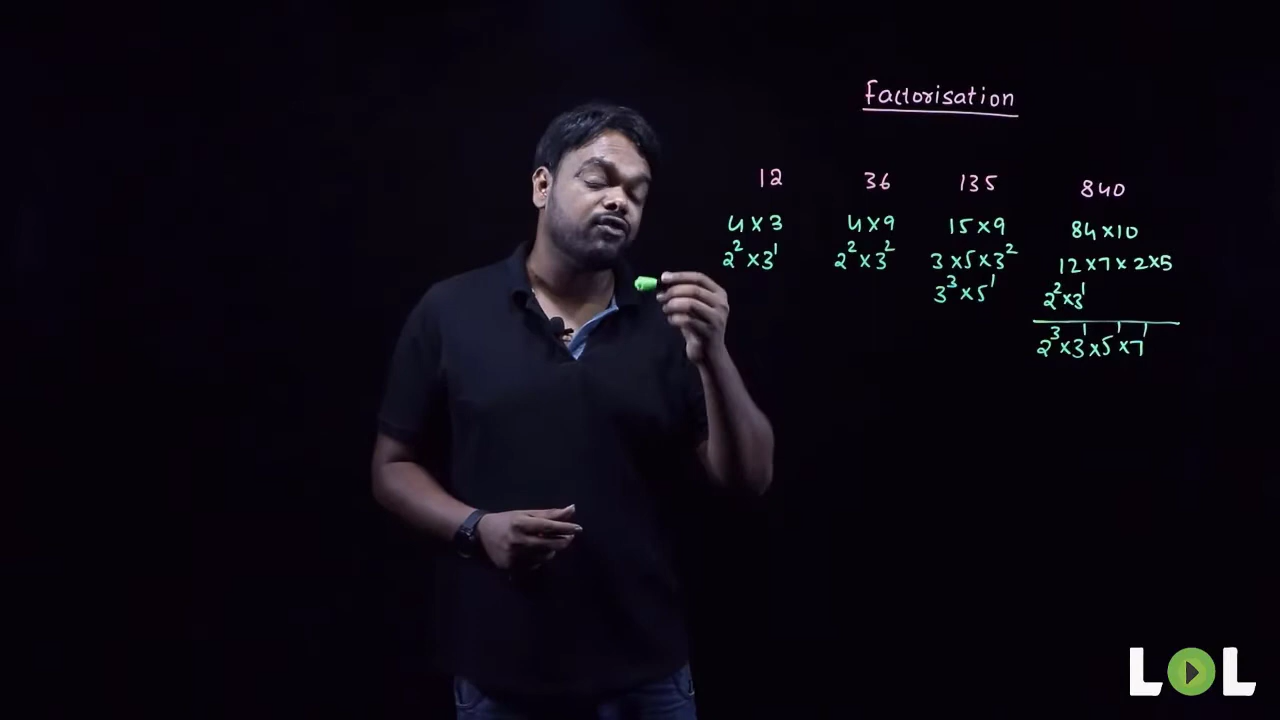 Factorisation
12 36 135 840
4×3 4×9 15×9 84×10
2²×3¹ 2²×3² 3×5×3² 12×7×2×5
3³×5¹ 2²×3¹
2³×3¹×5¹×7¹
LOL